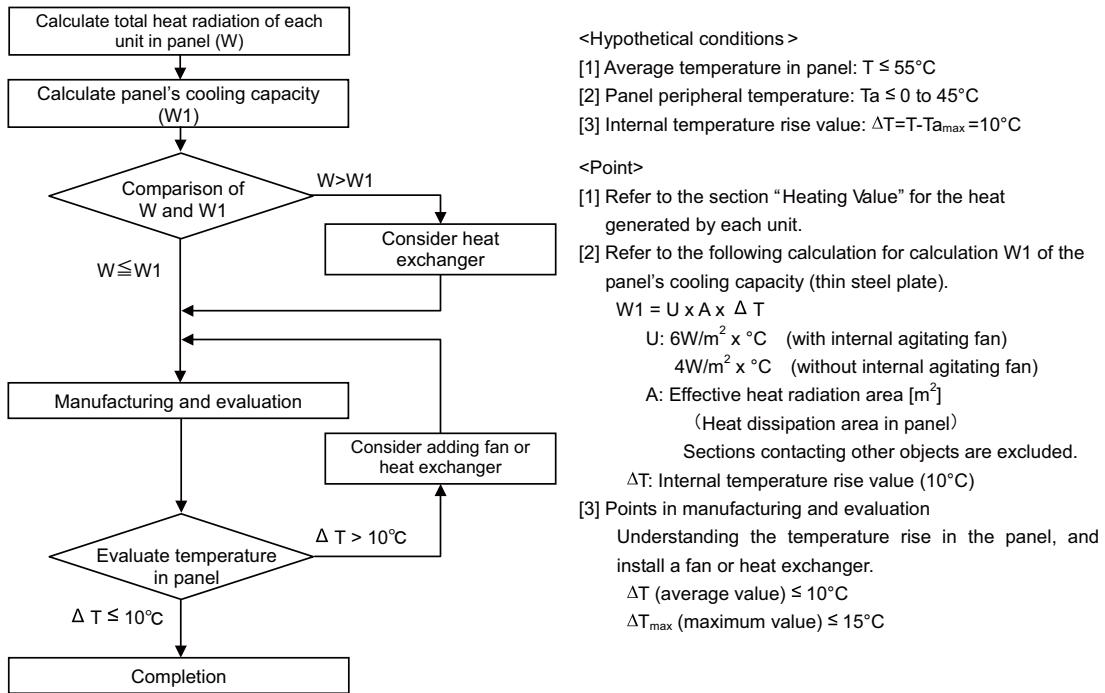 Calculate total heat radiation of each
unit in panel (W)
Calculate panel's cooling capacity
(W1)
Comparison of
W and W1
W>W1
Consider heat
exchanger
W≦W1
Manufacturing and evaluation
Consider adding fan or
heat exchanger
Evaluate temperature
in panel
Δ T > 10℃
Δ T ≤ 10℃
Completion
<Hypothetical conditions >
[1] Average temperature in panel: T ≤ 55°C
[2] Panel peripheral temperature: Ta ≤ 0 to 45°C
[3] Internal temperature rise value: ΔT=T-Taₘₐₓ =10°C
<Point>
[1] Refer to the section “Heating Value” for the heat
generated by each unit.
[2] Refer to the following calculation for calculation W1 of the
panel's cooling capacity (thin steel plate).
W1 = U x A x Δ T
U: 6W/m² x °C (with internal agitating fan)
4W/m² x °C (without internal agitating fan)
A: Effective heat radiation area [m²]
(Heat dissipation area in panel)
Sections contacting other objects are excluded.
ΔT: Internal temperature rise value (10°C)
[3] Points in manufacturing and evaluation
Understanding the temperature rise in the panel, and
install a fan or heat exchanger.
ΔT (average value) ≤ 10°C
ΔTₘₐₓ (maximum value) ≤ 15°C